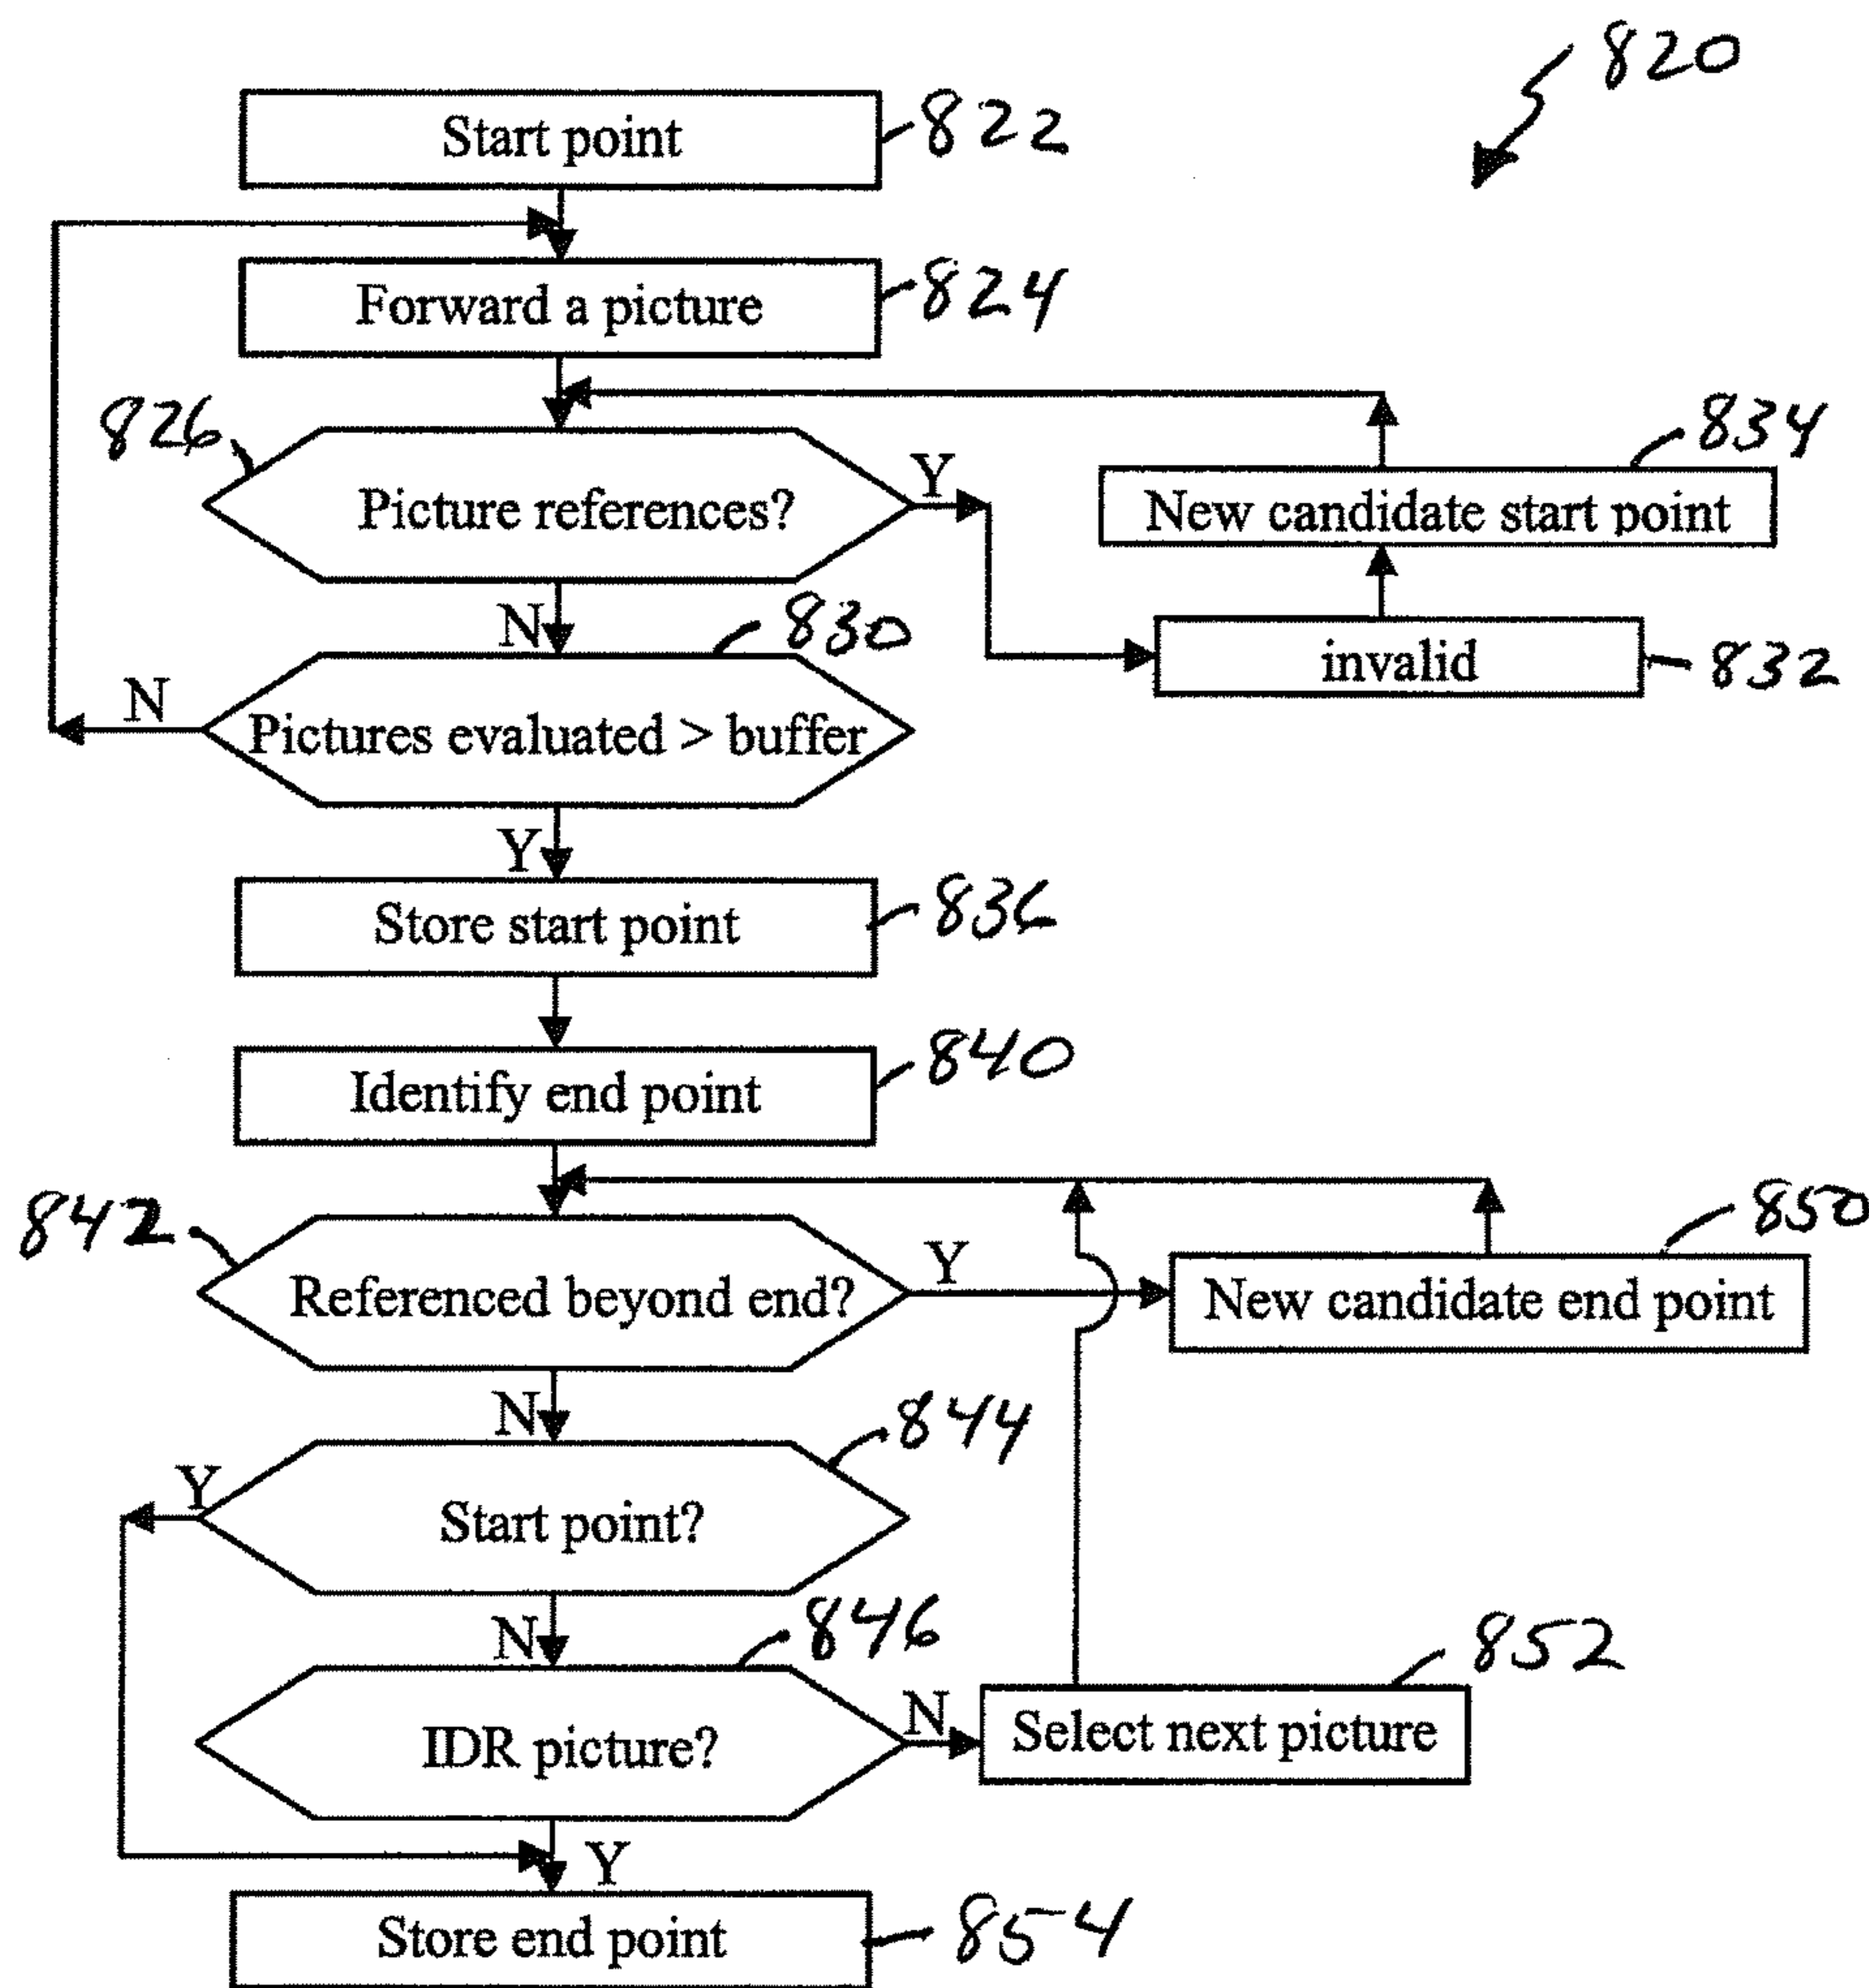 820
Start point 822
Forward a picture 824
826
Picture references?
Y
New candidate start point 834
N
830
invalid 832
Pictures evaluated > buffer
N
Y
Store start point 836
Identify end point 840
842
Referenced beyond end?
Y
New candidate end point 850
N
844
Start point?
Y
N
846
IDR picture?
N
Select next picture 852
Y
Store end point 854